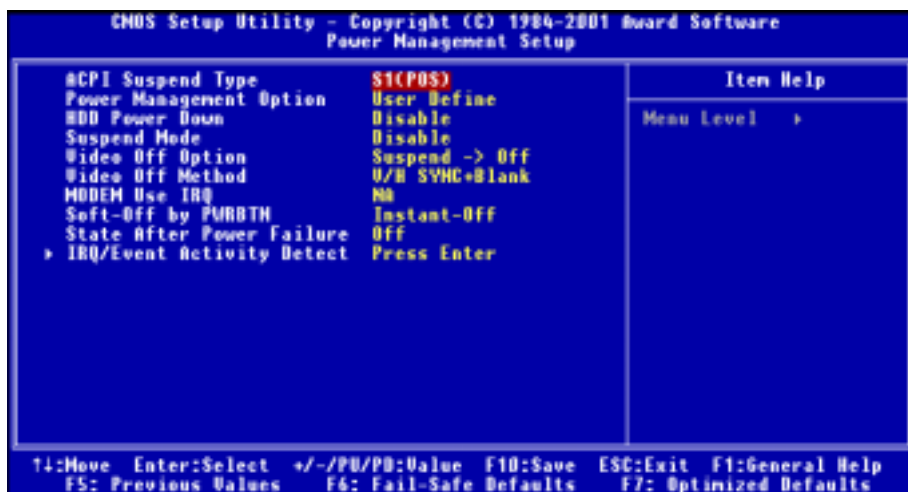 CMOS Setup Utility - Copyright (C) 1984-2001 Award Software
Power Management Setup
ACPI Suspend Type S1(POS)
Power Management Option User Define
HDD Power Down Disable
Suspend Mode Disable
Video Off Option Suspend -> Off
Video Off Method V/H SYNC+Blank
MODEM Use IRQ NA
Soft-Off by PWRBTN Instant-Off
State After Power Failure Off
▸ IRQ/Event Activity Detect Press Enter
Item Help
Menu Level ▸
↑↓:Move Enter:Select +/-/PU/PD:Value F10:Save ESC:Exit F1:General Help
F5: Previous Values F6: Fail-Safe Defaults F7: Optimized Defaults